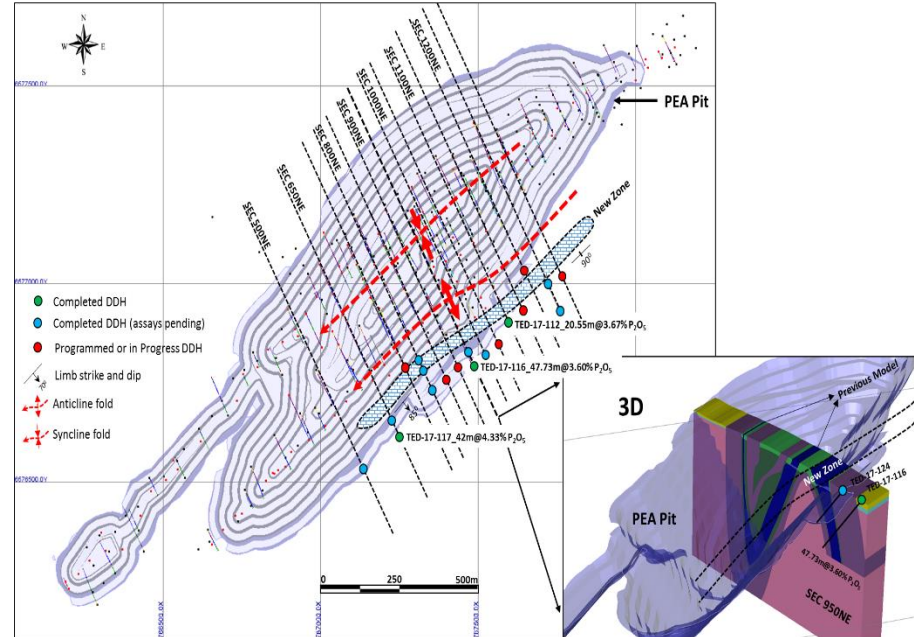 N
W E
S
SEC 1200NE
SEC 1100NE
SEC 1000NE
SEC 900NE
SEC 800NE
SEC 650NE
SEC 500NE
PEA Pit
New Zone
90°
Completed DDH
Completed DDH (assays pending)
Programmed or in Progress DDH
Limb strike and dip
Anticline fold
Syncline fold
TED-17-112_20.55m@3.67% P₂O₅
TED-17-116_47.73m@3.60% P₂O₅
TED-17-117_42m@4.33% P₂O₅
0 250 500m
3D
Previous Model
New Zone
TED-17-124
TED-17-116
PEA Pit
47.73m@3.60% P₂O₅
SEC 950NE